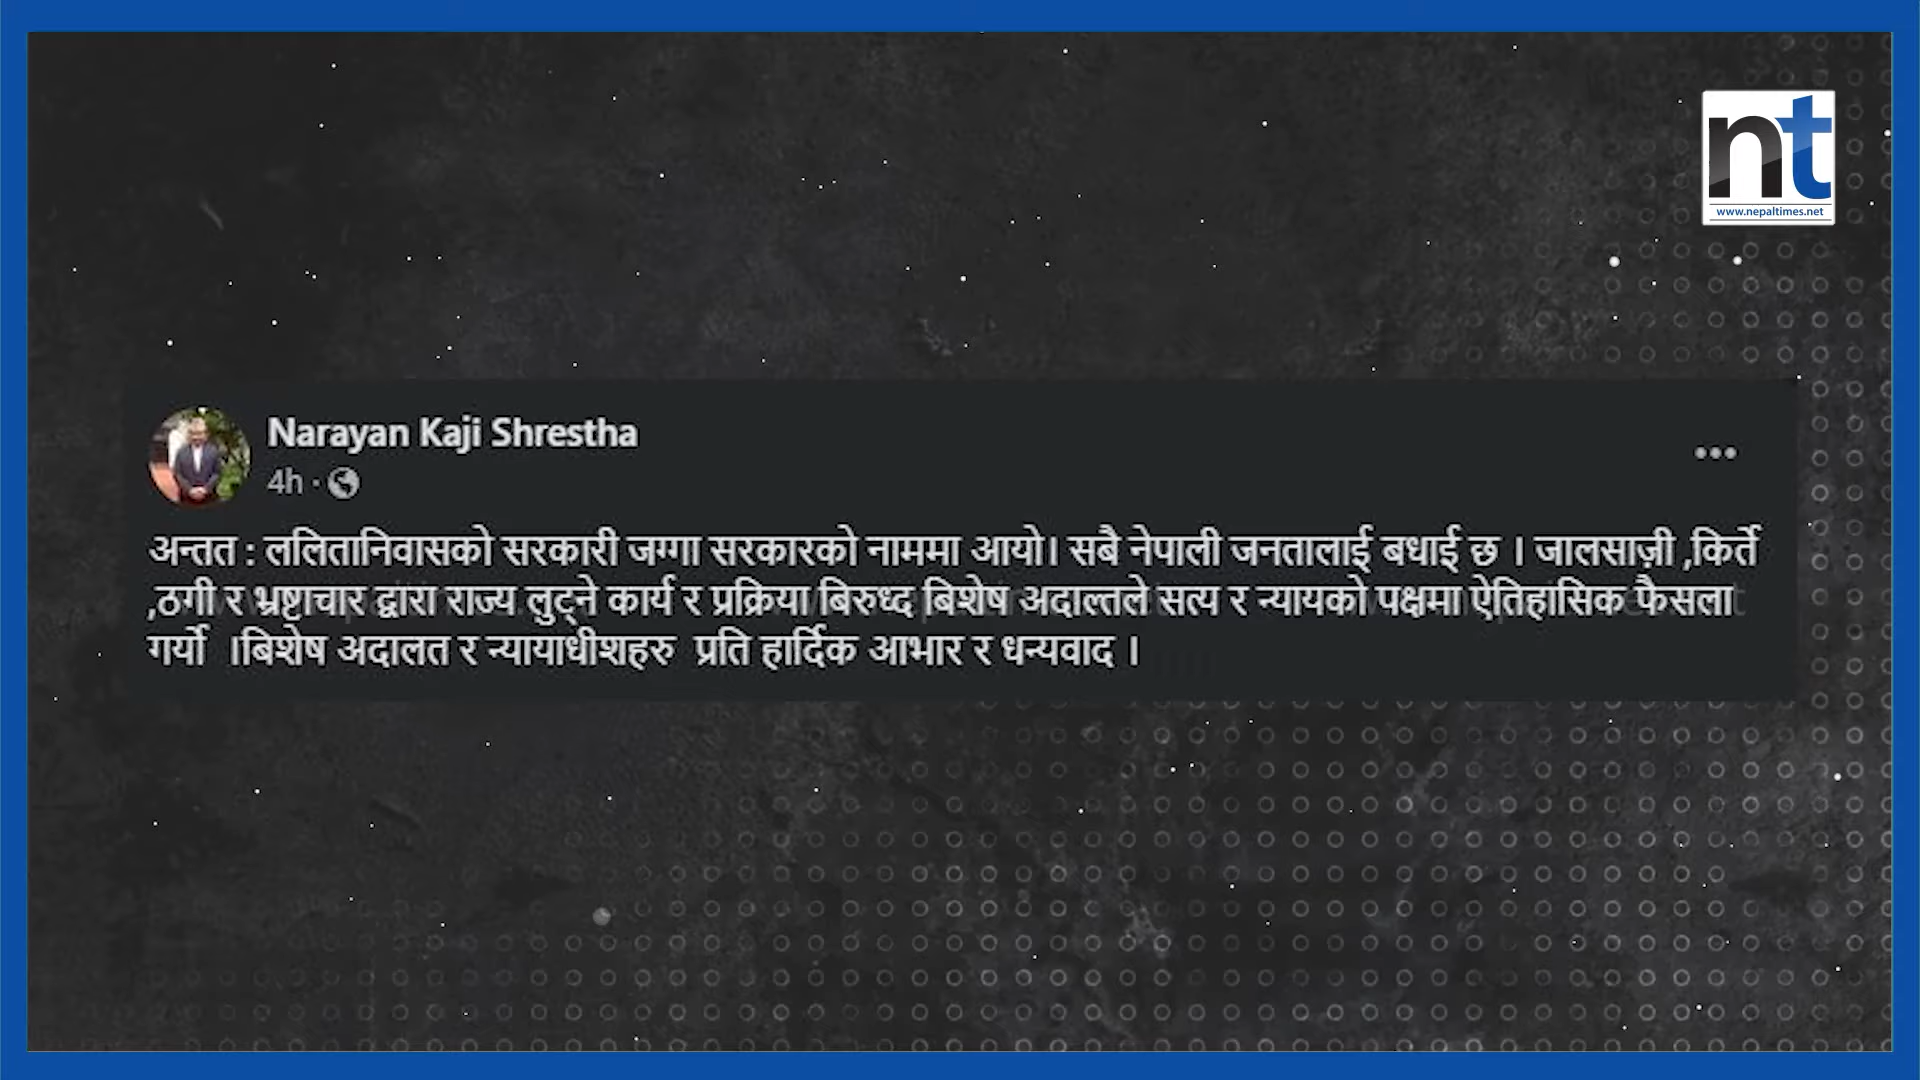 nt
www.nepaltimes.net
Narayan Kaji Shrestha
4h ·
अन्तत : ललितानिवासको सरकारी जग्गा सरकारको नाममा आयो। सबै नेपाली जनतालाई बधाई छ । जालसाज़ी ,किर्ते
,ठगी र भ्रष्टाचार द्वारा राज्य लुट्ने कार्य र प्रक्रिया बिरुध्द बिशेष अदाल्तले सत्य र न्यायको पक्षमा ऐतिहासिक फैसला
गर्यो ।बिशेष अदालत र न्यायाधीशहरु प्रति हार्दिक आभार र धन्यवाद ।